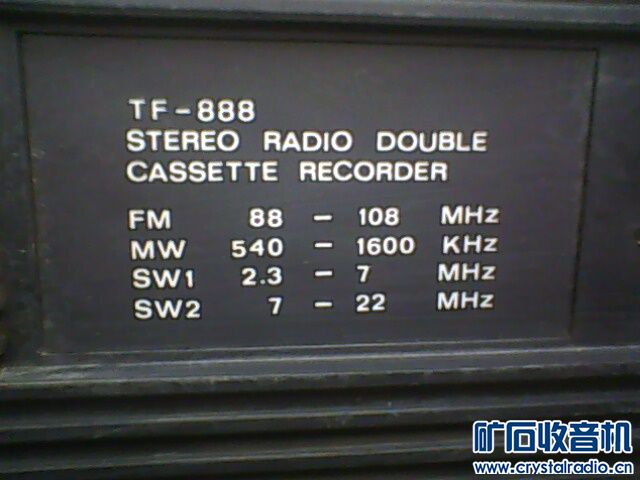 TF-888
STEREO RADIO DOUBLE
CASSETTE RECORDER
FM 88 - 108 MHz
MW 540 - 1600 KHz
SW1 2.3 - 7 MHz
SW2 7 - 22 MHz
矿石收音机
www.crystalradio.cn